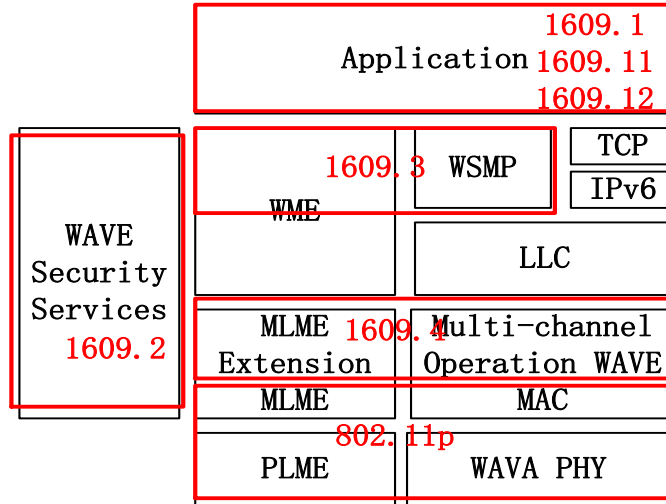 1609.1
Application 1609.11
1609.12
TCP
1609.3 WSMP
IPv6
WME
WAVE
Security
Services
1609.2
LLC
MLME 1609.4 Multi-channel
Extension Operation WAVE
MLME MAC
802.11p
PLME WAVA PHY